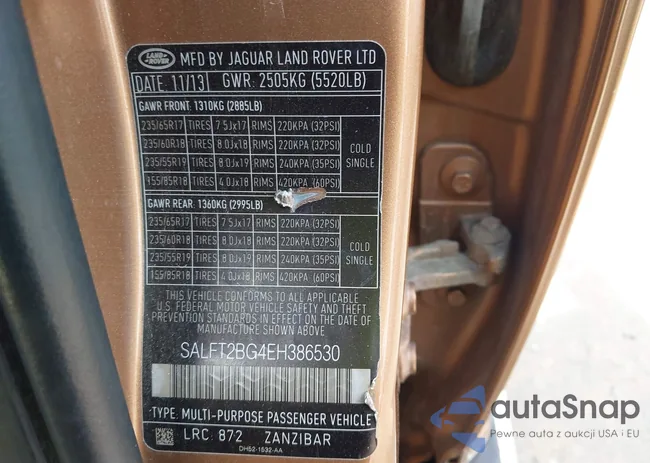 LAND ROVER MFD BY JAGUAR LAND ROVER LTD
DATE: 11/13 GWR: 2505KG (5520LB)
GAWR FRONT: 1310KG (2885LB)
235/65R17 TIRES 7.5Jx17 RIMS 220KPA (32PSI)
235/60R18 TIRES 8.0Jx18 RIMS 220KPA (32PSI)
235/55R19 TIRES 8.0Jx19 RIMS 240KPA (35PSI)
155/85R18 TIRES 4.0Jx18 RIMS 420KPA (60PSI)
COLD SINGLE
GAWR REAR: 1360KG (2995LB)
235/65R17 TIRES 7.5Jx17 RIMS 220KPA (32PSI)
235/60R18 TIRES 8.0Jx18 RIMS 220KPA (32PSI)
235/55R19 TIRES 8.0Jx19 RIMS 240KPA (35PSI)
155/85R18 TIRES 4.0Jx18 RIMS 420KPA (60PSI)
COLD SINGLE
THIS VEHICLE CONFORMS TO ALL APPLICABLE
U.S. FEDERAL MOTOR VEHICLE SAFETY AND THEFT
PREVENTION STANDARDS IN EFFECT ON THE DATE
OF MANUFACTURE SHOWN ABOVE.
SALFT2BG4EH386530
TYPE: MULTI-PURPOSE PASSENGER VEHICLE
LRC: 872 ZANZIBAR
DH52-1532-AA
autaSnap
Pewne auta z aukcji USA i EU